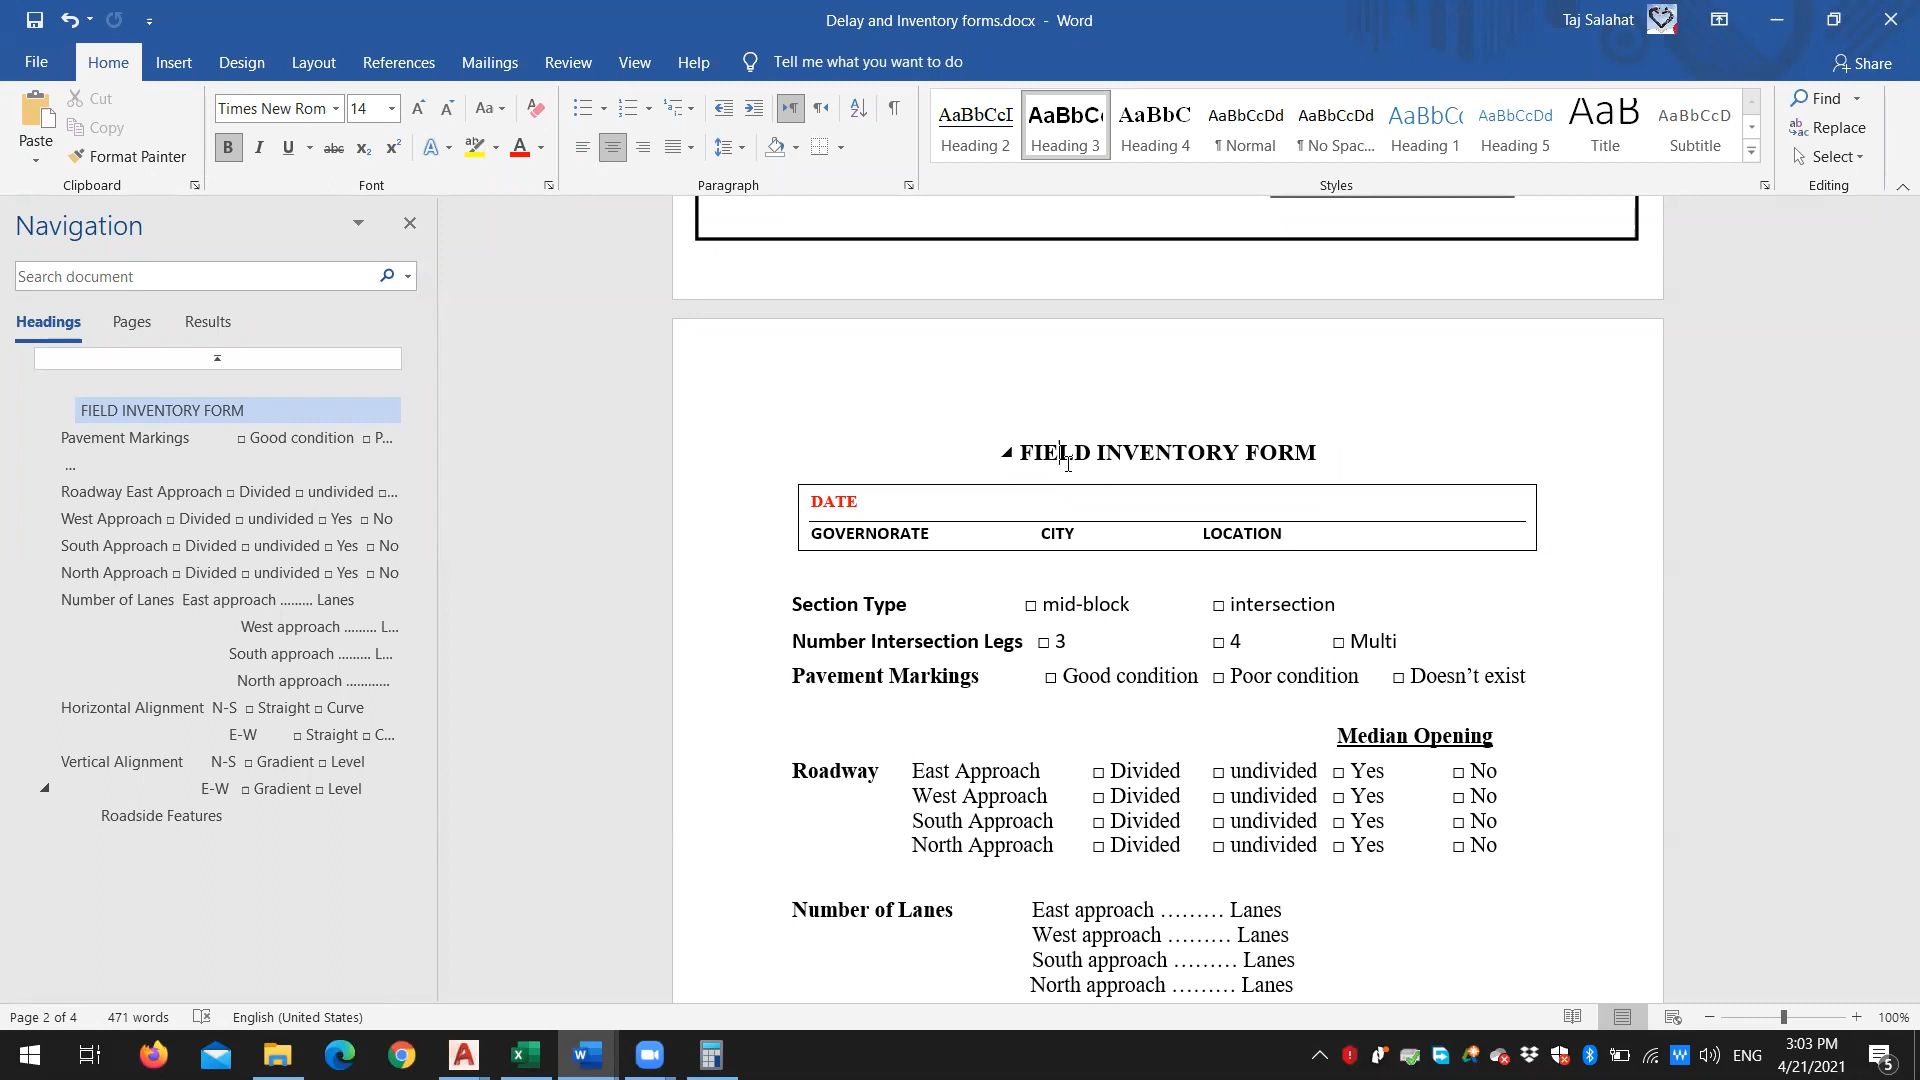 Delay and Inventory forms.docx - Word
Taj Salahat
File Home Insert Design Layout References Mailings Review View Help Tell me what you want to do Share
Paste
Cut
Copy
Format Painter
Clipboard
Times New Rom 14
Font
Paragraph
AaBbCcI AaBbCc AaBbC AaBbCcDd AaBbCcDd AaBbCc AaBbCcDd AaB AaBbCcD
Heading 2 Heading 3 Heading 4 ¶ Normal ¶ No Spac... Heading 1 Heading 5 Title Subtitle
Styles
Find
Replace
Select
Editing
Navigation
Search document
Headings Pages Results
FIELD INVENTORY FORM
Pavement Markings □ Good condition □ P...
...
Roadway East Approach □ Divided □ undivided □...
West Approach □ Divided □ undivided □ Yes □ No
South Approach □ Divided □ undivided □ Yes □ No
North Approach □ Divided □ undivided □ Yes □ No
Number of Lanes East approach ......... Lanes
West approach ......... L...
South approach ......... L...
North approach ............
Horizontal Alignment N-S □ Straight □ Curve
E-W □ Straight □ C...
Vertical Alignment N-S □ Gradient □ Level
E-W □ Gradient □ Level
Roadside Features
FIELD INVENTORY FORM
DATE
GOVERNORATE CITY LOCATION
Section Type □ mid-block □ intersection
Number Intersection Legs □ 3 □ 4 □ Multi
Pavement Markings □ Good condition □ Poor condition □ Doesn’t exist
Median Opening
Roadway East Approach □ Divided □ undivided □ Yes □ No
West Approach □ Divided □ undivided □ Yes □ No
South Approach □ Divided □ undivided □ Yes □ No
North Approach □ Divided □ undivided □ Yes □ No
Number of Lanes East approach ……… Lanes
West approach ……… Lanes
South approach ……… Lanes
North approach ……… Lanes
Page 2 of 4 471 words English (United States) 100%
ENG
3:03 PM
4/21/2021
5